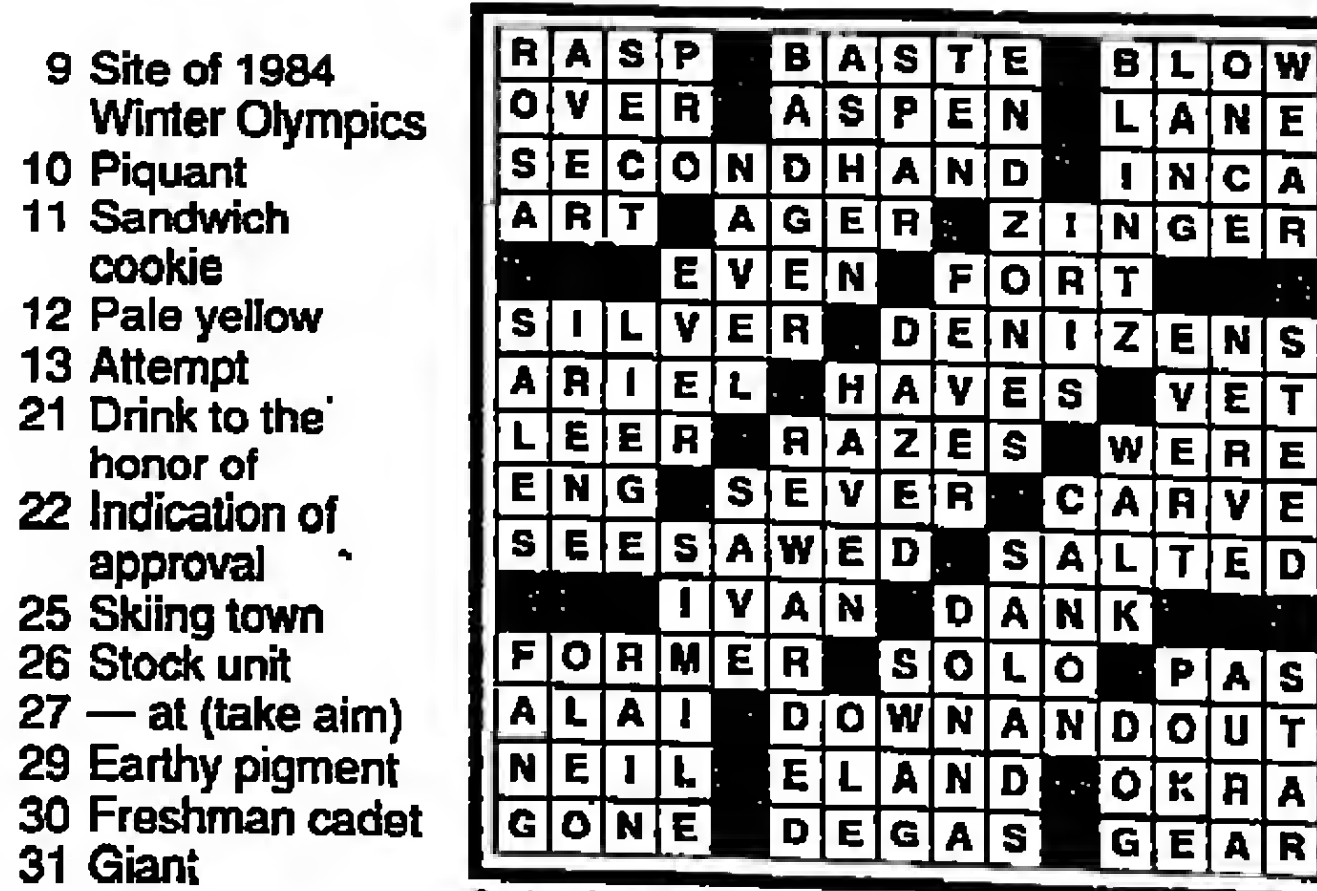 9 Site of 1984
Winter Olympics
10 Piquant
11 Sandwich
cookie
12 Pale yellow
13 Attempt
21 Drink to the
honor of
22 Indication of
approval
25 Skiing town
26 Stock unit
27 — at (take aim)
29 Earthy pigment
30 Freshman cadet
31 Giant
RASP BASTE BLOW
OVER ASPEN LANE
SECONDHAND INCA
ART AGER ZINGER
EVEN FORT
SILVER DENIZENS
ARIEL HAVES VET
LEER RAZES WERE
ENG SEVER CARVE
SEESAWED SALTED
IVAN DANK
FORMER SOLO PAS
ALAI DOWNANDOUT
NEIL ELAND OKRA
GONE DEGAS GEAR